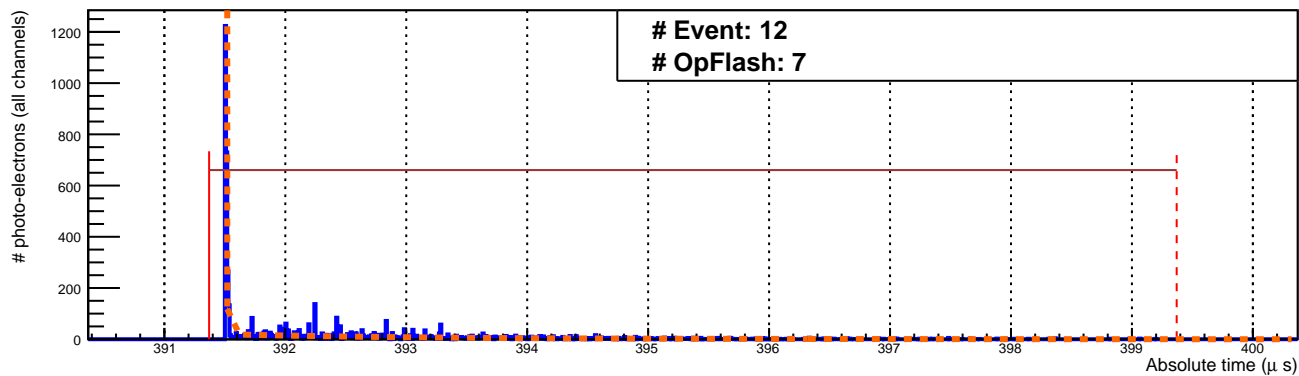 # Event: 12
# OpFlash: 7
# photo-electrons (all channels)
1200
1000
800
600
400
200
0
391 392 393 394 395 396 397 398 399 400
Absolute time (μ s)